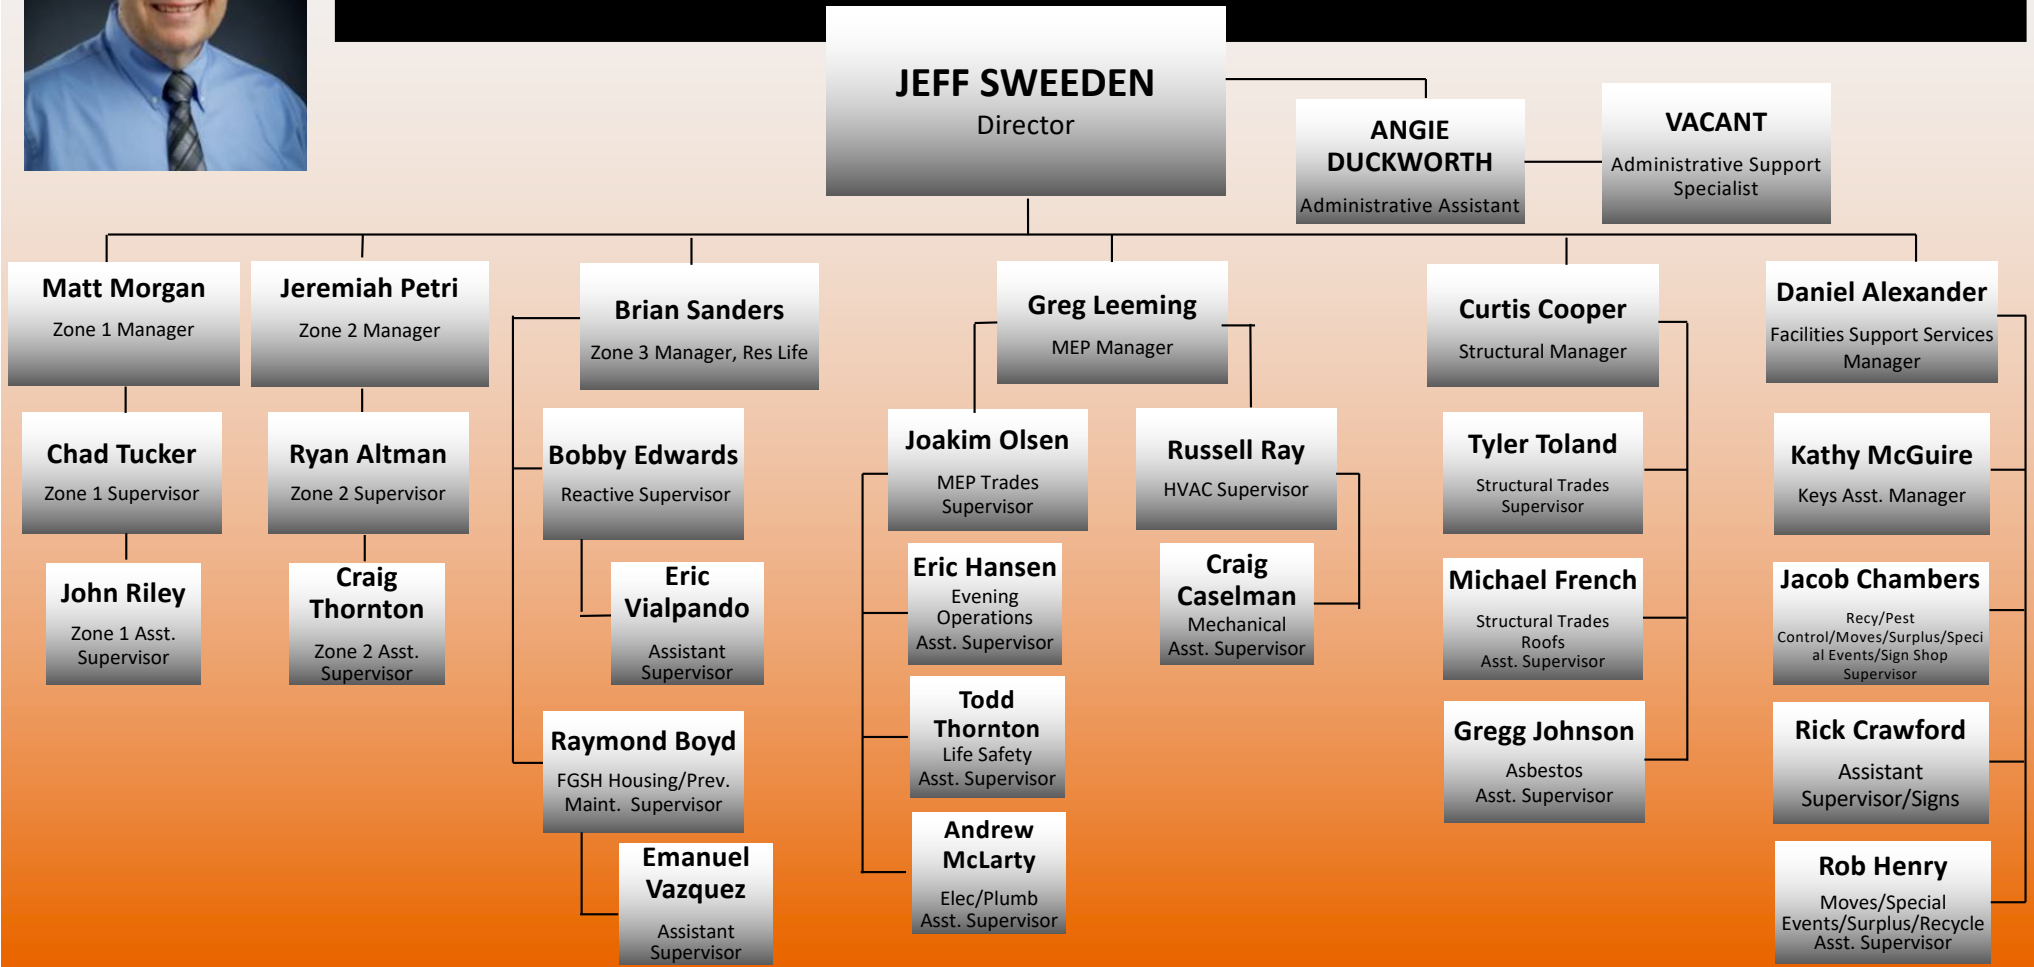 JEFF SWEEDEN
Director
ANGIE
DUCKWORTH
Administrative Assistant
VACANT
Administrative Support
Specialist
Matt Morgan
Zone 1 Manager
Jeremiah Petri
Zone 2 Manager
Brian Sanders
Zone 3 Manager, Res Life
Greg Leeming
MEP Manager
Curtis Cooper
Structural Manager
Daniel Alexander
Facilities Support Services
Manager
Chad Tucker
Zone 1 Supervisor
Ryan Altman
Zone 2 Supervisor
Bobby Edwards
Reactive Supervisor
Joakim Olsen
MEP Trades
Supervisor
Russell Ray
HVAC Supervisor
Tyler Toland
Structural Trades
Supervisor
Kathy McGuire
Keys Asst. Manager
John Riley
Zone 1 Asst.
Supervisor
Craig
Thornton
Zone 2 Asst.
Supervisor
Eric
Vialpando
Assistant
Supervisor
Eric Hansen
Evening
Operations
Asst. Supervisor
Craig
Caselman
Mechanical
Asst. Supervisor
Michael French
Structural Trades
Roofs
Asst. Supervisor
Jacob Chambers
Recy/Pest
Control/Moves/Surplus/Speci
al Events/Sign Shop
Supervisor
Raymond Boyd
FGSH Housing/Prev.
Maint. Supervisor
Todd
Thornton
Life Safety
Asst. Supervisor
Gregg Johnson
Asbestos
Asst. Supervisor
Rick Crawford
Assistant
Supervisor/Signs
Emanuel
Vazquez
Assistant
Supervisor
Andrew
McLarty
Elec/Plumb
Asst. Supervisor
Rob Henry
Moves/Special
Events/Surplus/Recycle
Asst. Supervisor